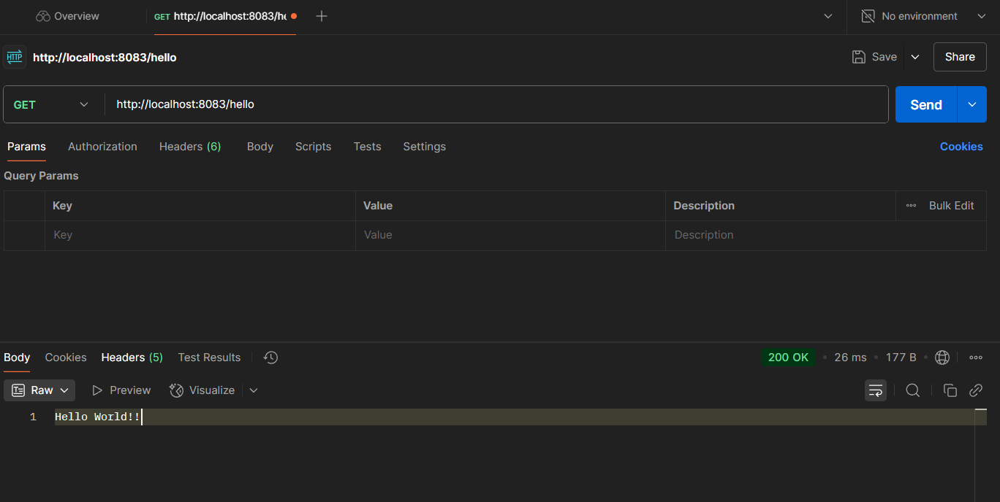 Overview GET http://localhost:8083/he No environment
HTTP http://localhost:8083/hello Save Share
GET http://localhost:8083/hello Send
Params Authorization Headers (6) Body Scripts Tests Settings Cookies
Query Params
Key Value Description Bulk Edit
Key Value Description
Body Cookies Headers (5) Test Results 200 OK • 26 ms • 177 B •
Raw Preview Visualize
1 Hello World!!